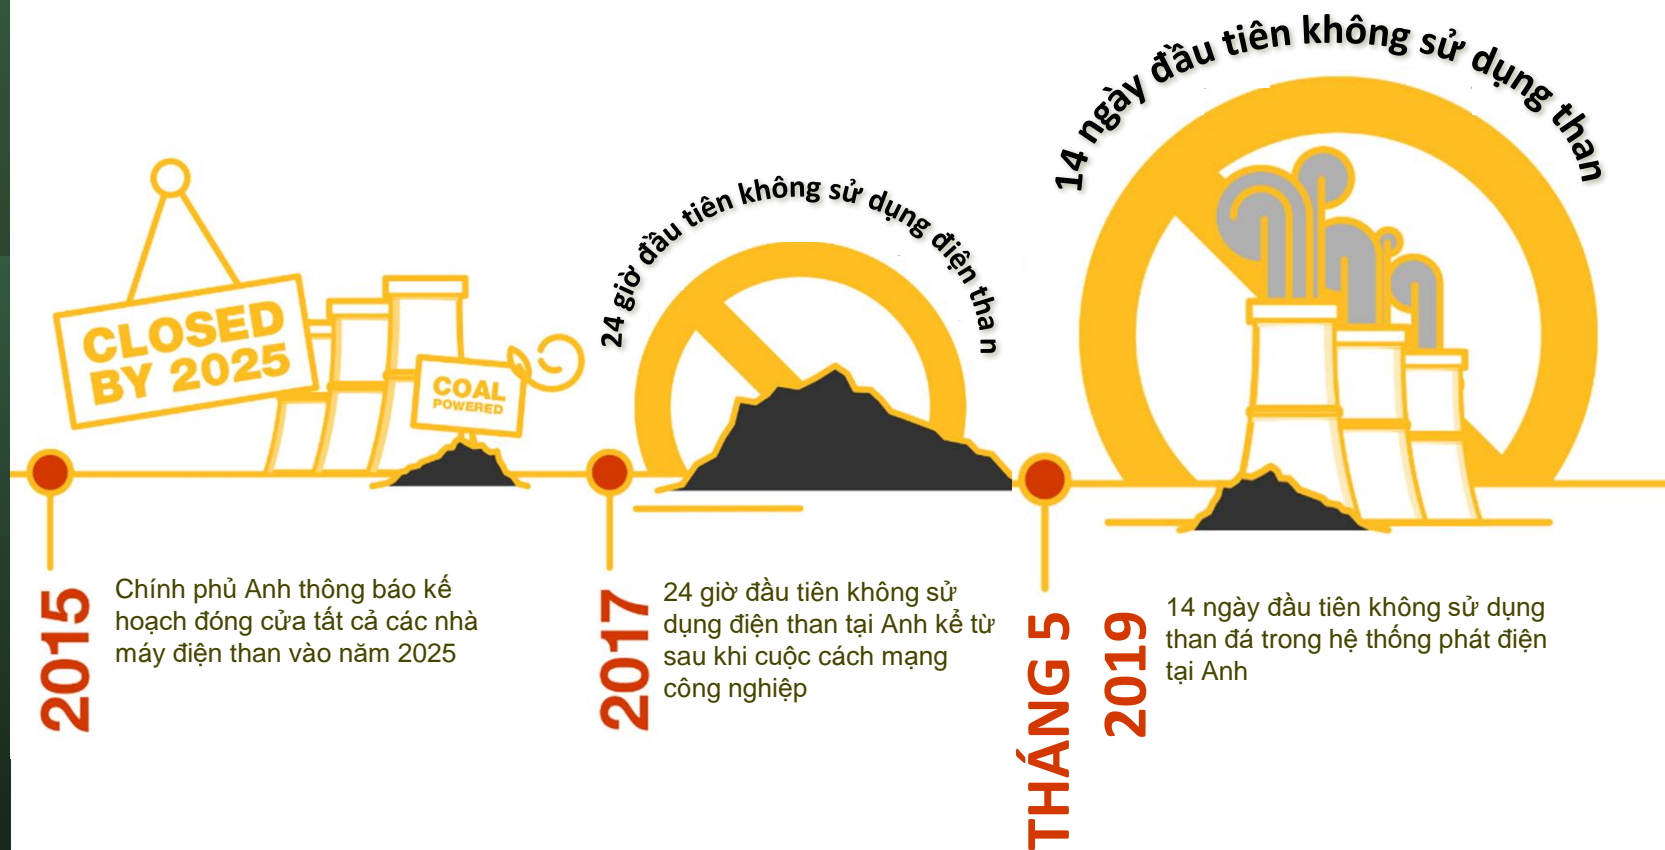 CLOSED
BY 2025
COAL
POWERED
2015
Chính phủ Anh thông báo kế
hoạch đóng cửa tất cả các nhà
máy điện than vào năm 2025
24 giờ đầu tiên không sử dụng điện tha n
2017
24 giờ đầu tiên không sử
dụng điện than tại Anh kể từ
sau khi cuộc cách mạng
công nghiệp
14 ngày đầu tiên không sử dụng than
THÁNG 5
2019
14 ngày đầu tiên không sử dụng
than đá trong hệ thống phát điện
tại Anh